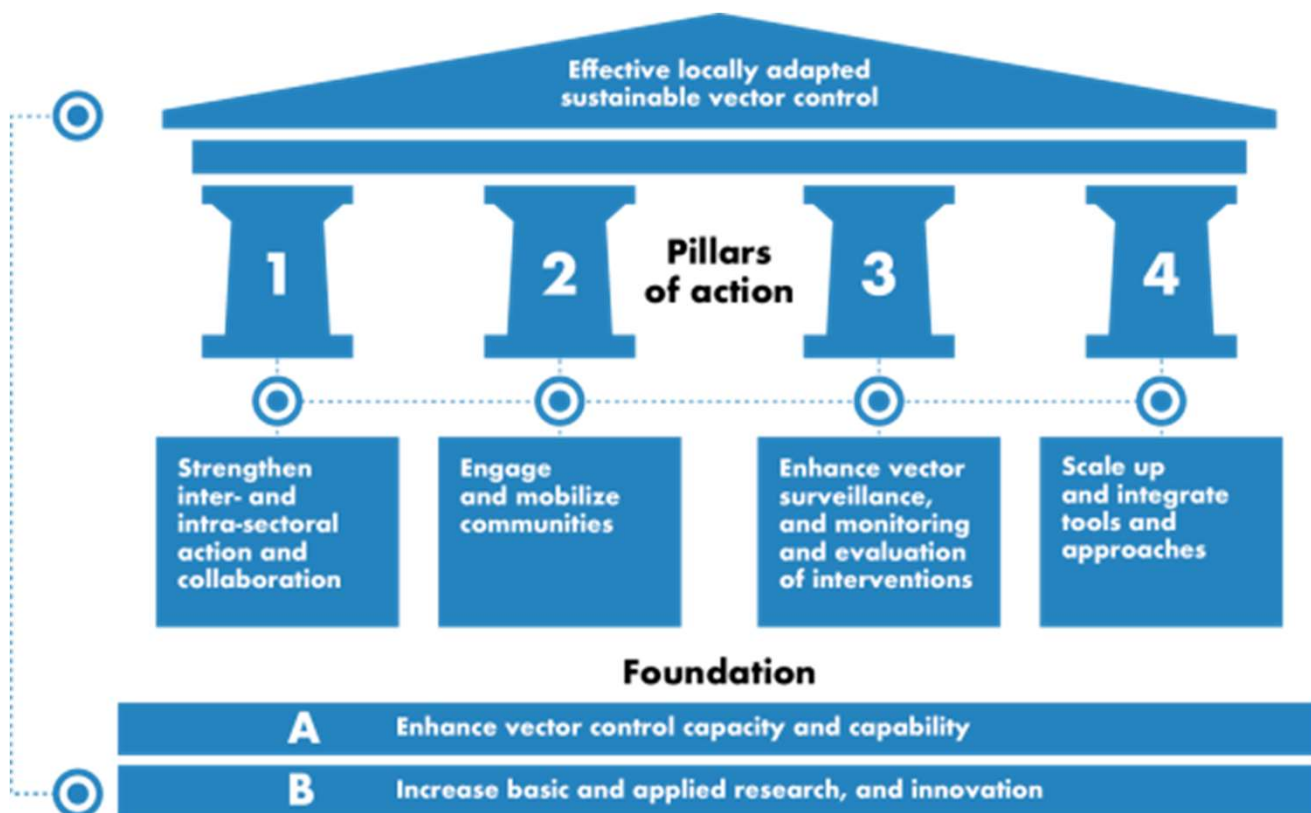 Effective locally adapted
sustainable vector control
1
2
Pillars
of action
3
4
Strengthen
inter- and
intra-sectoral
action and
collaboration
Engage
and mobilize
communities
Enhance vector
surveillance,
and monitoring
and evaluation
of interventions
Scale up
and integrate
tools and
approaches
Foundation
A Enhance vector control capacity and capability
B Increase basic and applied research, and innovation